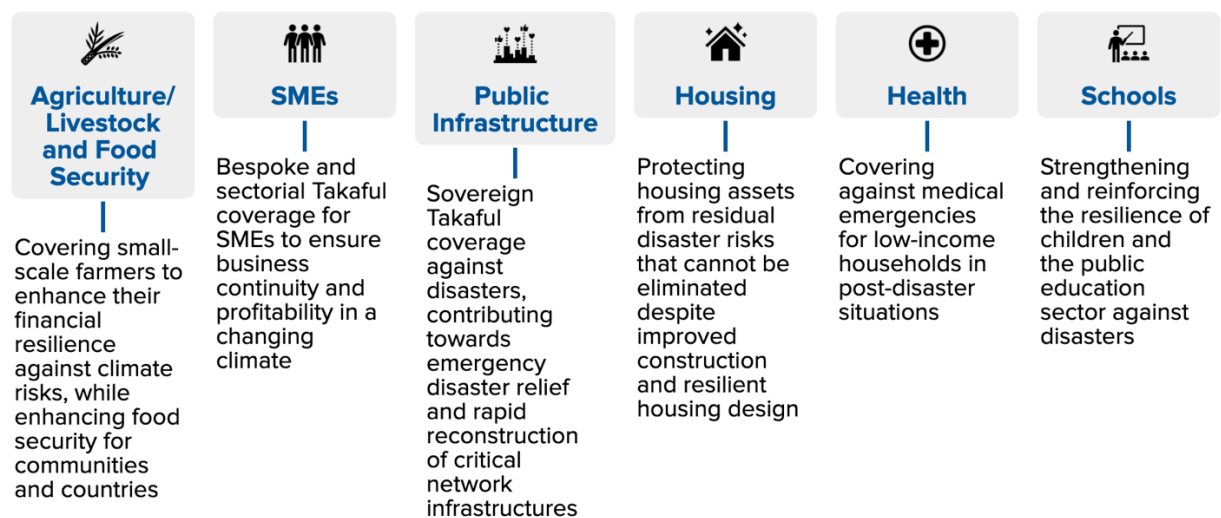 Agriculture/
Livestock
and Food
Security
Covering small-
scale farmers to
enhance their
financial
resilience
against climate
risks, while
enhancing food
security for
communities
and countries
SMEs
Bespoke and
sectorial Takaful
coverage for
SMEs to ensure
business
continuity and
profitability in a
changing
climate
Public
Infrastructure
Sovereign
Takaful
coverage
against
disasters,
contributing
towards
emergency
disaster relief
and rapid
reconstruction
of critical
network
infrastructures
Housing
Protecting
housing assets
from residual
disaster risks
that cannot be
eliminated
despite
improved
construction
and resilient
housing design
Health
Covering
against medical
emergencies
for low-income
households in
post-disaster
situations
Schools
Strengthening
and reinforcing
the resilience of
children and
the public
education
sector against
disasters